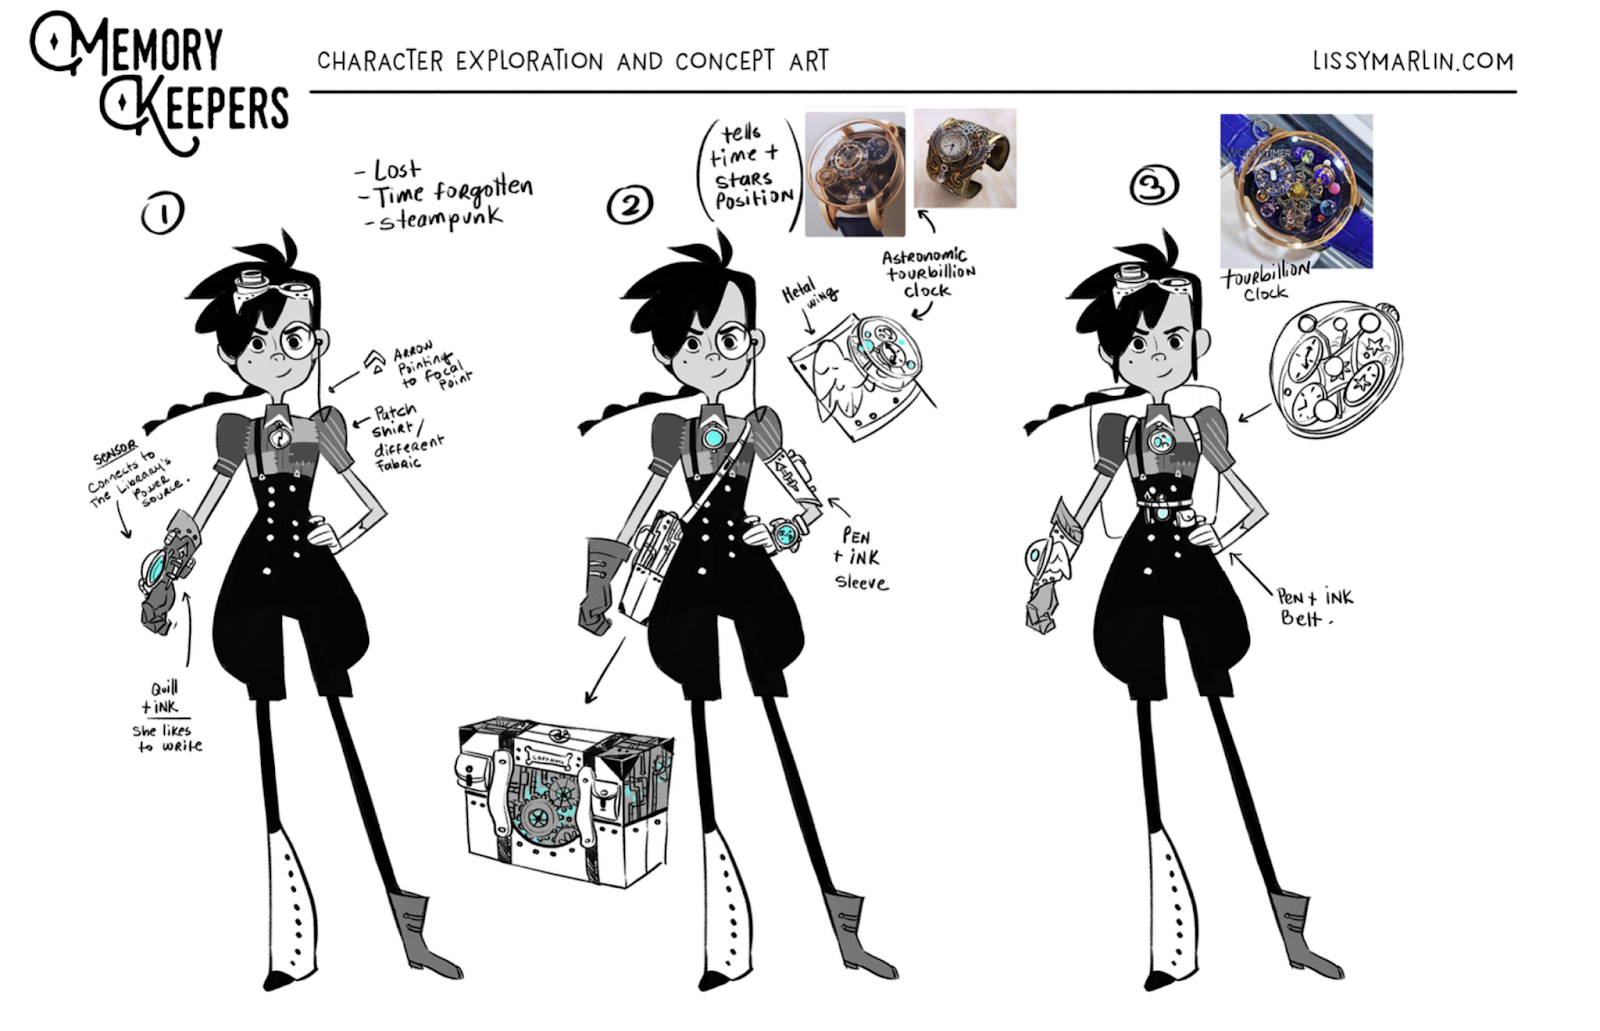 MEMORY
KEEPERS
CHARACTER EXPLORATION AND CONCEPT ART
LISSYMARLIN.COM
- Lost
- Time forgotten
- steampunk
1
2
3
(tells
time +
stars
Position)
Astronomic
tourbillion
clock
Metal
wing
tourbillion
clock
ARROW
Pointing
to focal
Point
Patch
shirt/
different
fabric
SENSOR
Connects to
the Library's
Power
source.
Quill
+ ink
She likes
to write
PEN
+ iNK
Sleeve
Pen + iNK
Belt.